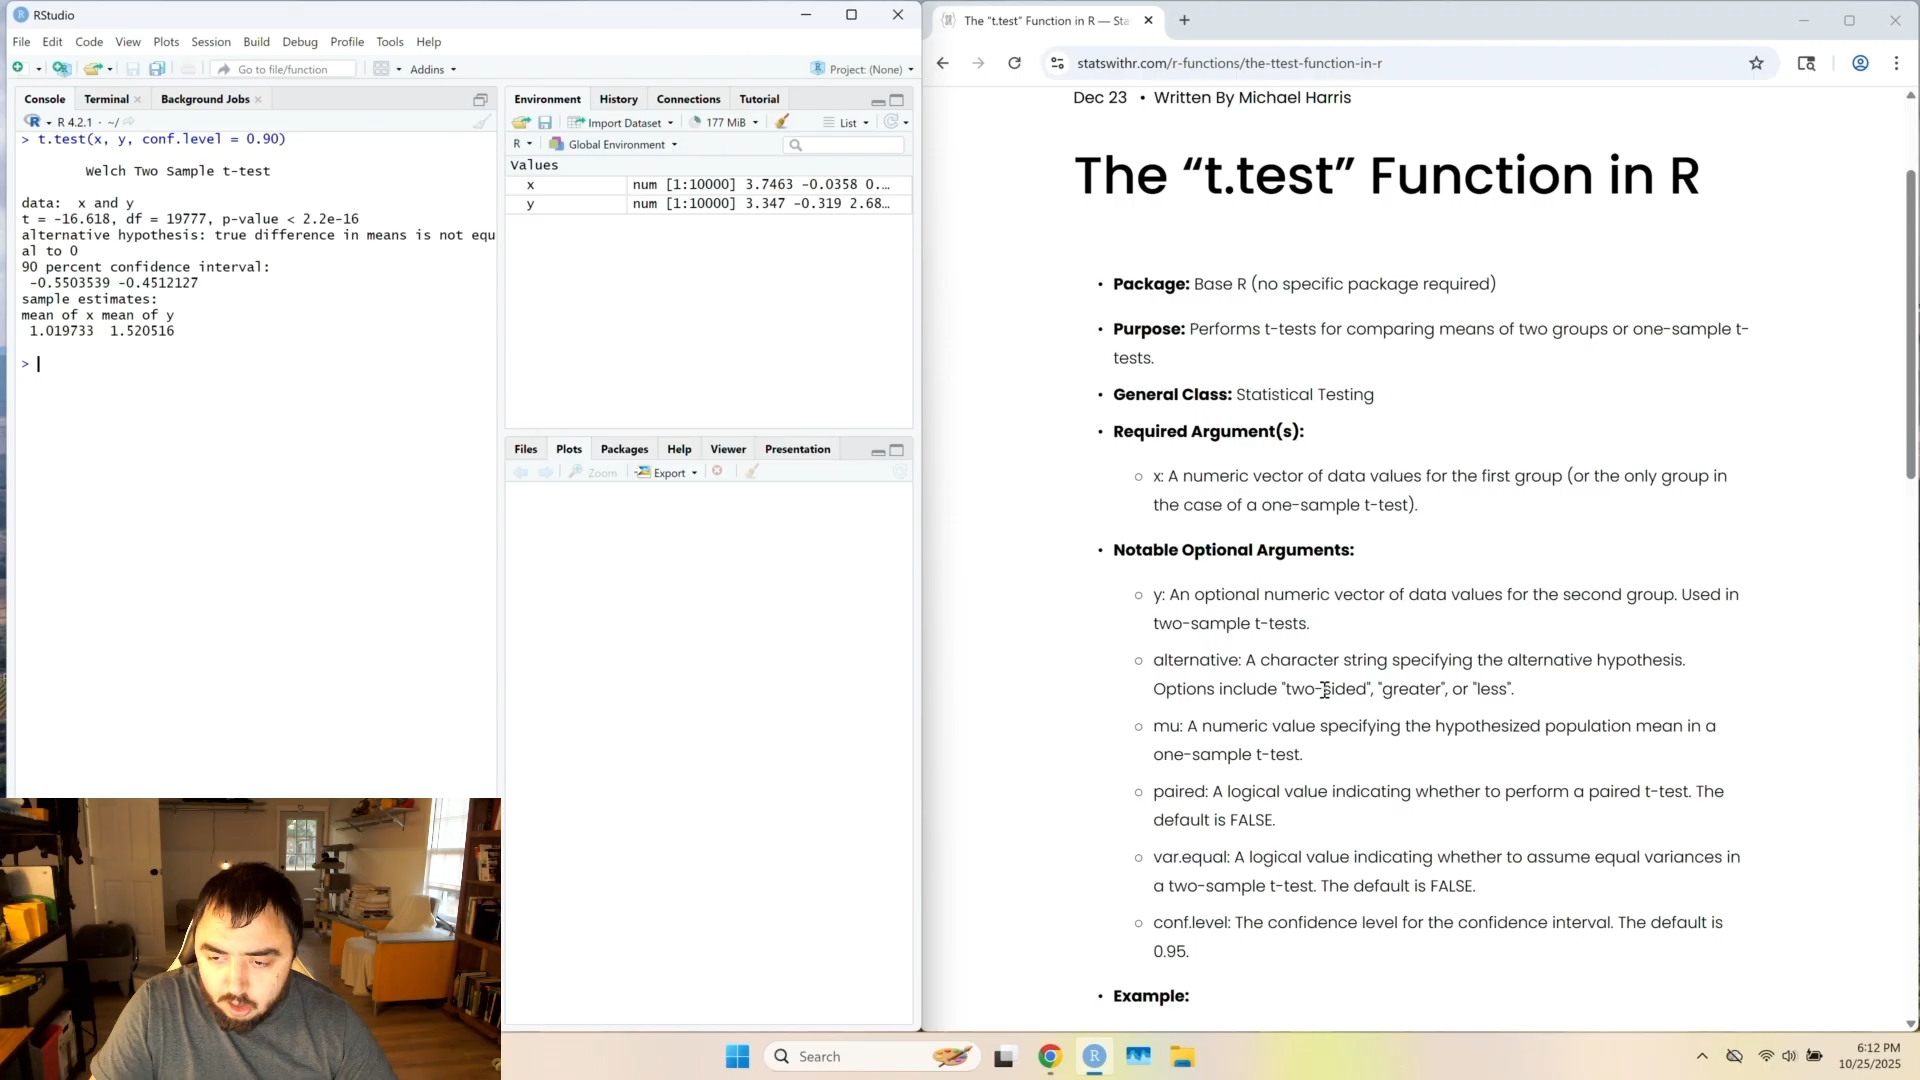 RStudio
File Edit Code View Plots Session Build Debug Profile Tools Help
Go to file/function Addins Project: (None)
Console Terminal Background Jobs
R 4.2.1 · ~/
> t.test(x, y, conf.level = 0.90)
Welch Two Sample t-test
data: x and y
t = -16.618, df = 19777, p-value < 2.2e-16
alternative hypothesis: true difference in means is not equ
al to 0
90 percent confidence interval:
-0.5503539 -0.4512127
sample estimates:
mean of x mean of y
1.019733 1.520516
>
Environment History Connections Tutorial
Import Dataset 177 MiB List
R Global Environment
Values
x num [1:10000] 3.7463 -0.0358 0....
y num [1:10000] 3.347 -0.319 2.68...
Files Plots Packages Help Viewer Presentation
Zoom Export
The "t.test" Function in R — Sta
statswithr.com/r-functions/the-ttest-function-in-r
Dec 23 • Written By Michael Harris
The “t.test” Function in R
• Package: Base R (no specific package required)
• Purpose: Performs t-tests for comparing means of two groups or one-sample t-
tests.
• General Class: Statistical Testing
• Required Argument(s):
○ x: A numeric vector of data values for the first group (or the only group in
the case of a one-sample t-test).
• Notable Optional Arguments:
○ y: An optional numeric vector of data values for the second group. Used in
two-sample t-tests.
○ alternative: A character string specifying the alternative hypothesis.
Options include "two-sided", "greater", or "less".
○ mu: A numeric value specifying the hypothesized population mean in a
one-sample t-test.
○ paired: A logical value indicating whether to perform a paired t-test. The
default is FALSE.
○ var.equal: A logical value indicating whether to assume equal variances in
a two-sample t-test. The default is FALSE.
○ conf.level: The confidence level for the confidence interval. The default is
0.95.
• Example:
Search
6:12 PM
10/25/2025